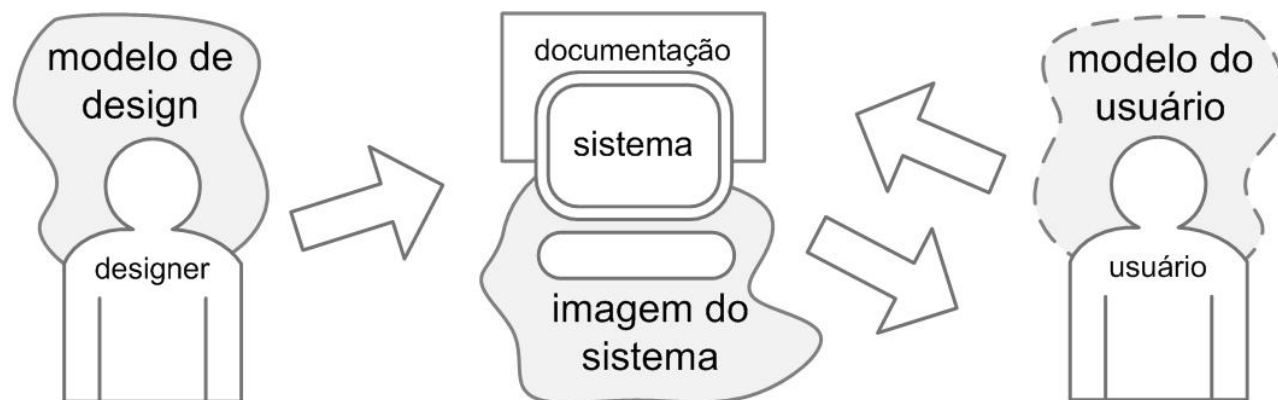 modelo de
design
designer
documentação
sistema
imagem do
sistema
modelo do
usuário
usuário